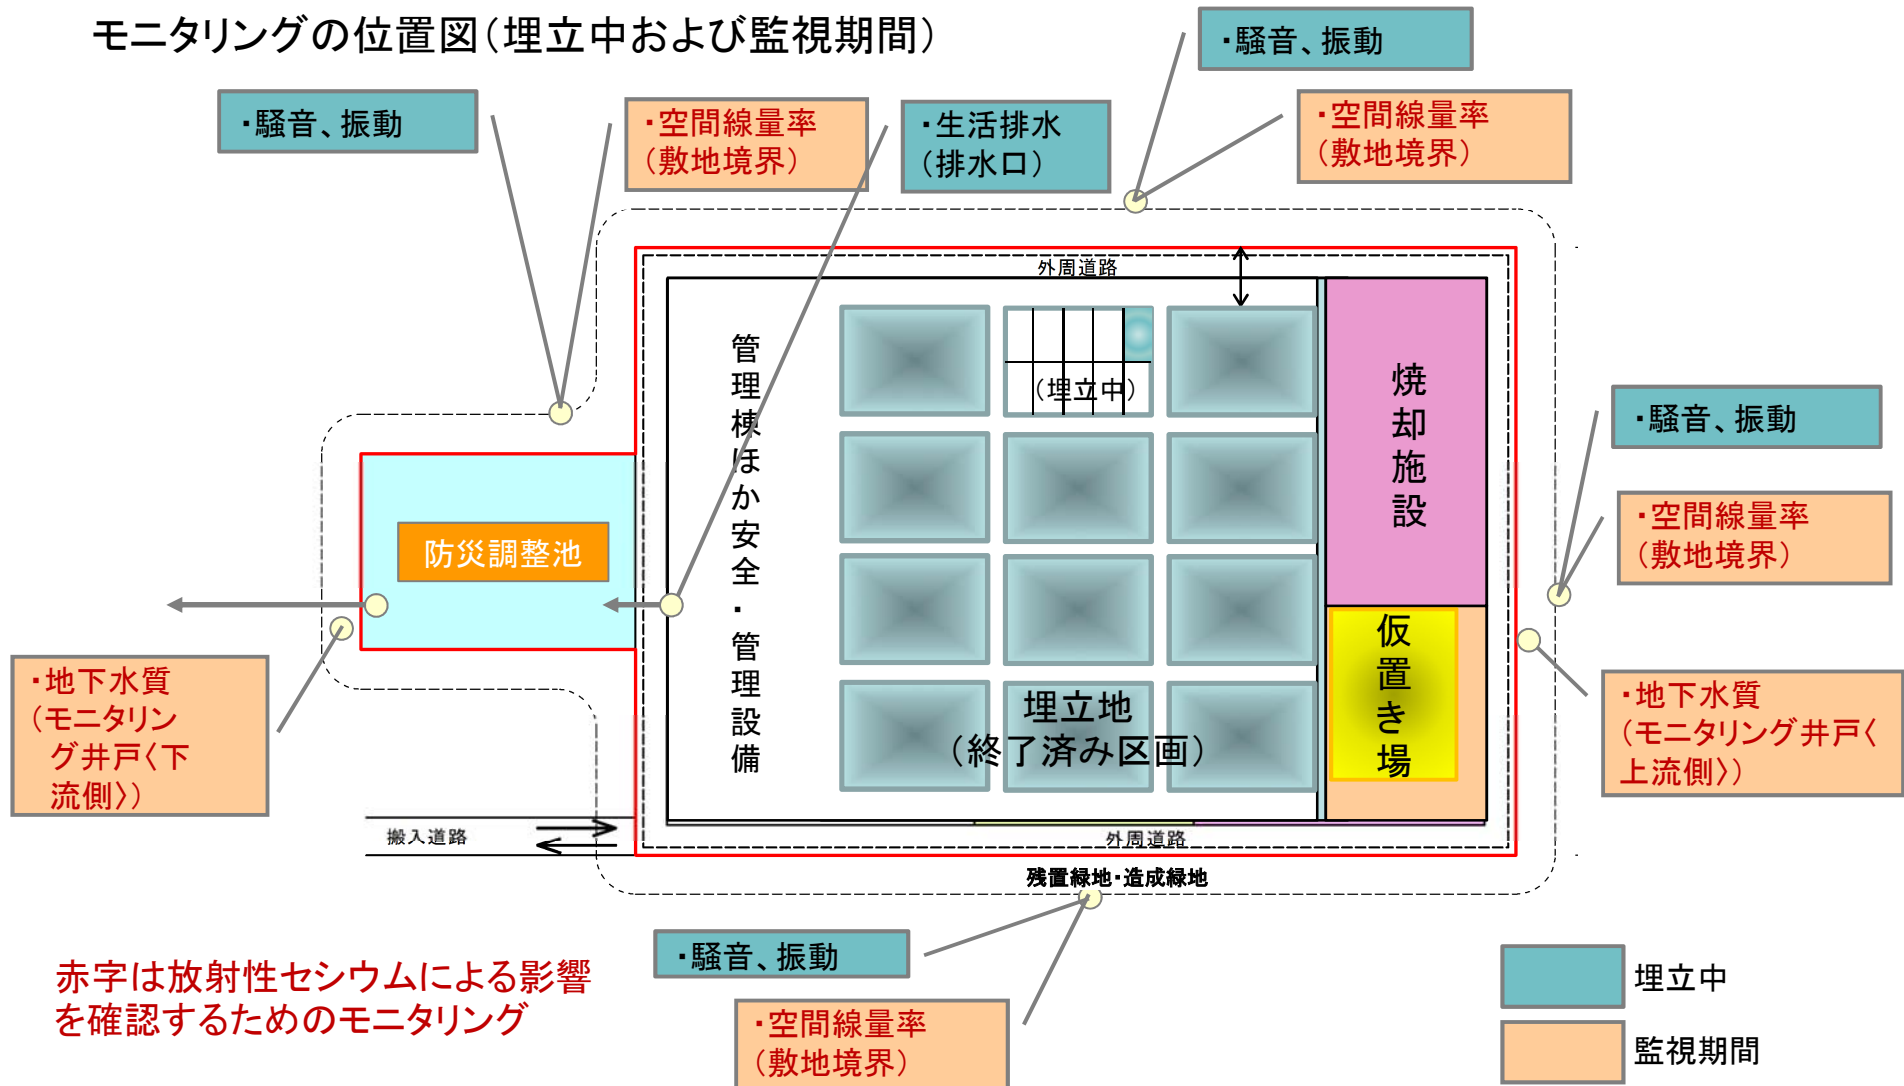 モニタリングの位置図（埋立中および監視期間）
・騒音、振動
・騒音、振動
・空間線量率
（敷地境界）
・生活排水
（排水口）
・空間線量率
（敷地境界）
外周道路
管理棟ほか安全・管理設備
（埋立中）
焼却施設
・騒音、振動
・空間線量率
（敷地境界）
防災調整池
仮置き場
・地下水質
（モニタリン
グ井戸〈下
流側〉）
埋立地
（終了済み区画）
・地下水質
（モニタリング井戸〈
上流側〉）
搬入道路
外周道路
残置緑地・造成緑地
・騒音、振動
・空間線量率
（敷地境界）
赤字は放射性セシウムによる影響
を確認するためのモニタリング
埋立中
監視期間